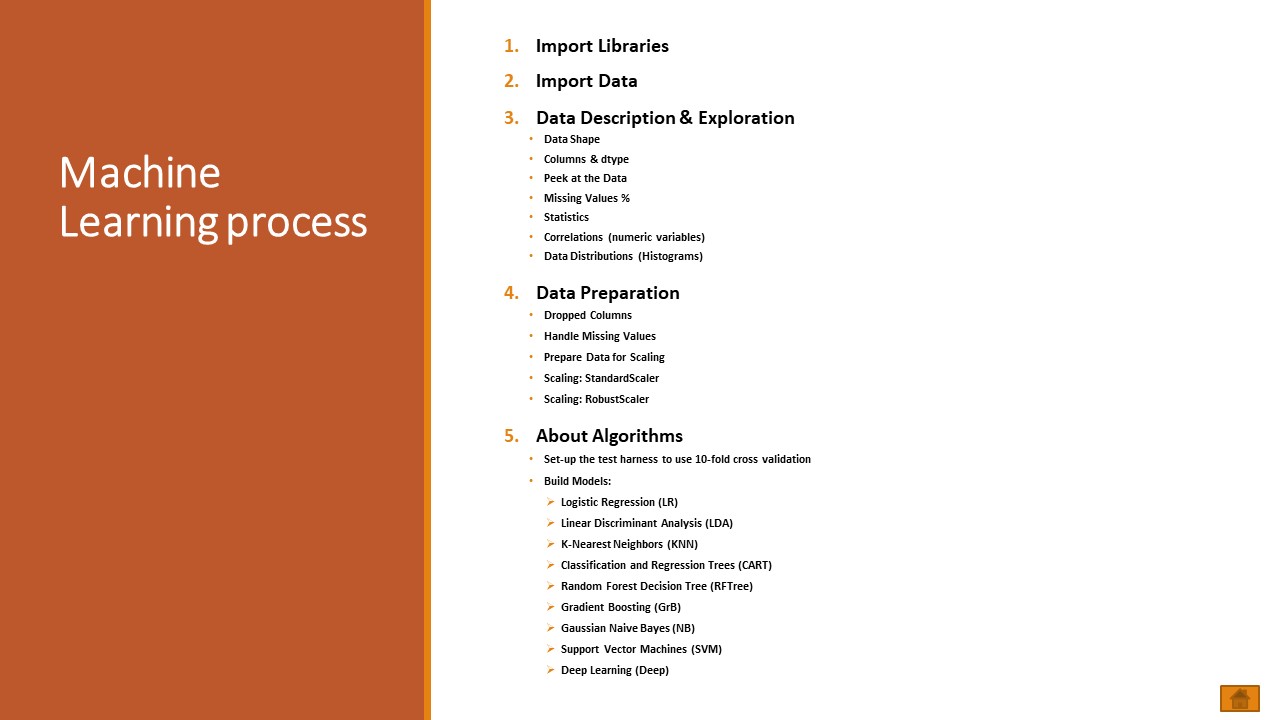 Machine
Learning process
1. Import Libraries
2. Import Data
3. Data Description & Exploration
• Data Shape
• Columns & dtype
• Peek at the Data
• Missing Values %
• Statistics
• Correlations (numeric variables)
• Data Distributions (Histograms)
4. Data Preparation
• Dropped Columns
• Handle Missing Values
• Prepare Data for Scaling
• Scaling: StandardScaler
• Scaling: RobustScaler
5. About Algorithms
• Set-up the test harness to use 10-fold cross validation
• Build Models:
➢ Logistic Regression (LR)
➢ Linear Discriminant Analysis (LDA)
➢ K-Nearest Neighbors (KNN)
➢ Classification and Regression Trees (CART)
➢ Random Forest Decision Tree (RFTree)
➢ Gradient Boosting (GrB)
➢ Gaussian Naive Bayes (NB)
➢ Support Vector Machines (SVM)
➢ Deep Learning (Deep)